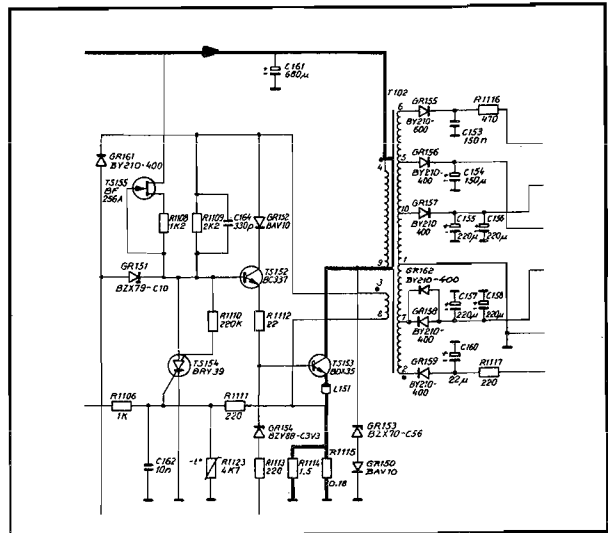 C161
680µ
T102
GR155
BY210-
600
R1116
470
6
C153
150n
GR161
BY210-400
GR156
BY210-
400
5
4
C154
150µ
TS155
BF
256A
10
GR157
BY210
400
C155
220µ
C156
220µ
R1108
1K2
R1109
2K2
C164
330p
GR152
BAV10
9
1
GR151
BZX79-C10
TS152
BC337
3
GR162
BY210-400
R1110
220K
R1112
22
8
7
GR158
BY210-
400
C157
220µ
C158
220µ
TS154
BRY39
TS153
BDX35
C160
22µ
2
GR159
BY210-
400
R1117
220
L151
R1106
1K
R1111
220
GR154
BZY88-C3V3
GR153
BZX70-C56
C162
10n
-t°
R1123
4K7
R1113
220
R1114
1.5
R1115
0.18
GR150
BAV10